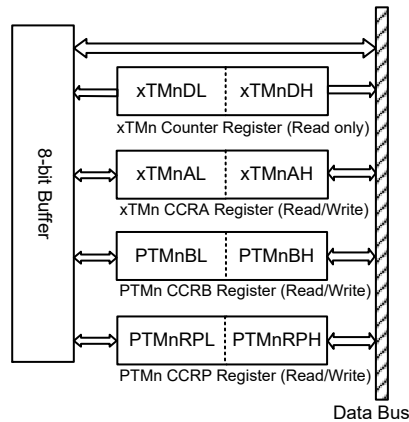 8-bit Buffer
xTMnDL xTMnDH
xTMn Counter Register (Read only)
xTMnAL xTMnAH
xTMn CCRA Register (Read/Write)
PTMnBL PTMnBH
PTMn CCRB Register (Read/Write)
PTMnRPL PTMnRPH
PTMn CCRP Register (Read/Write)
Data Bus